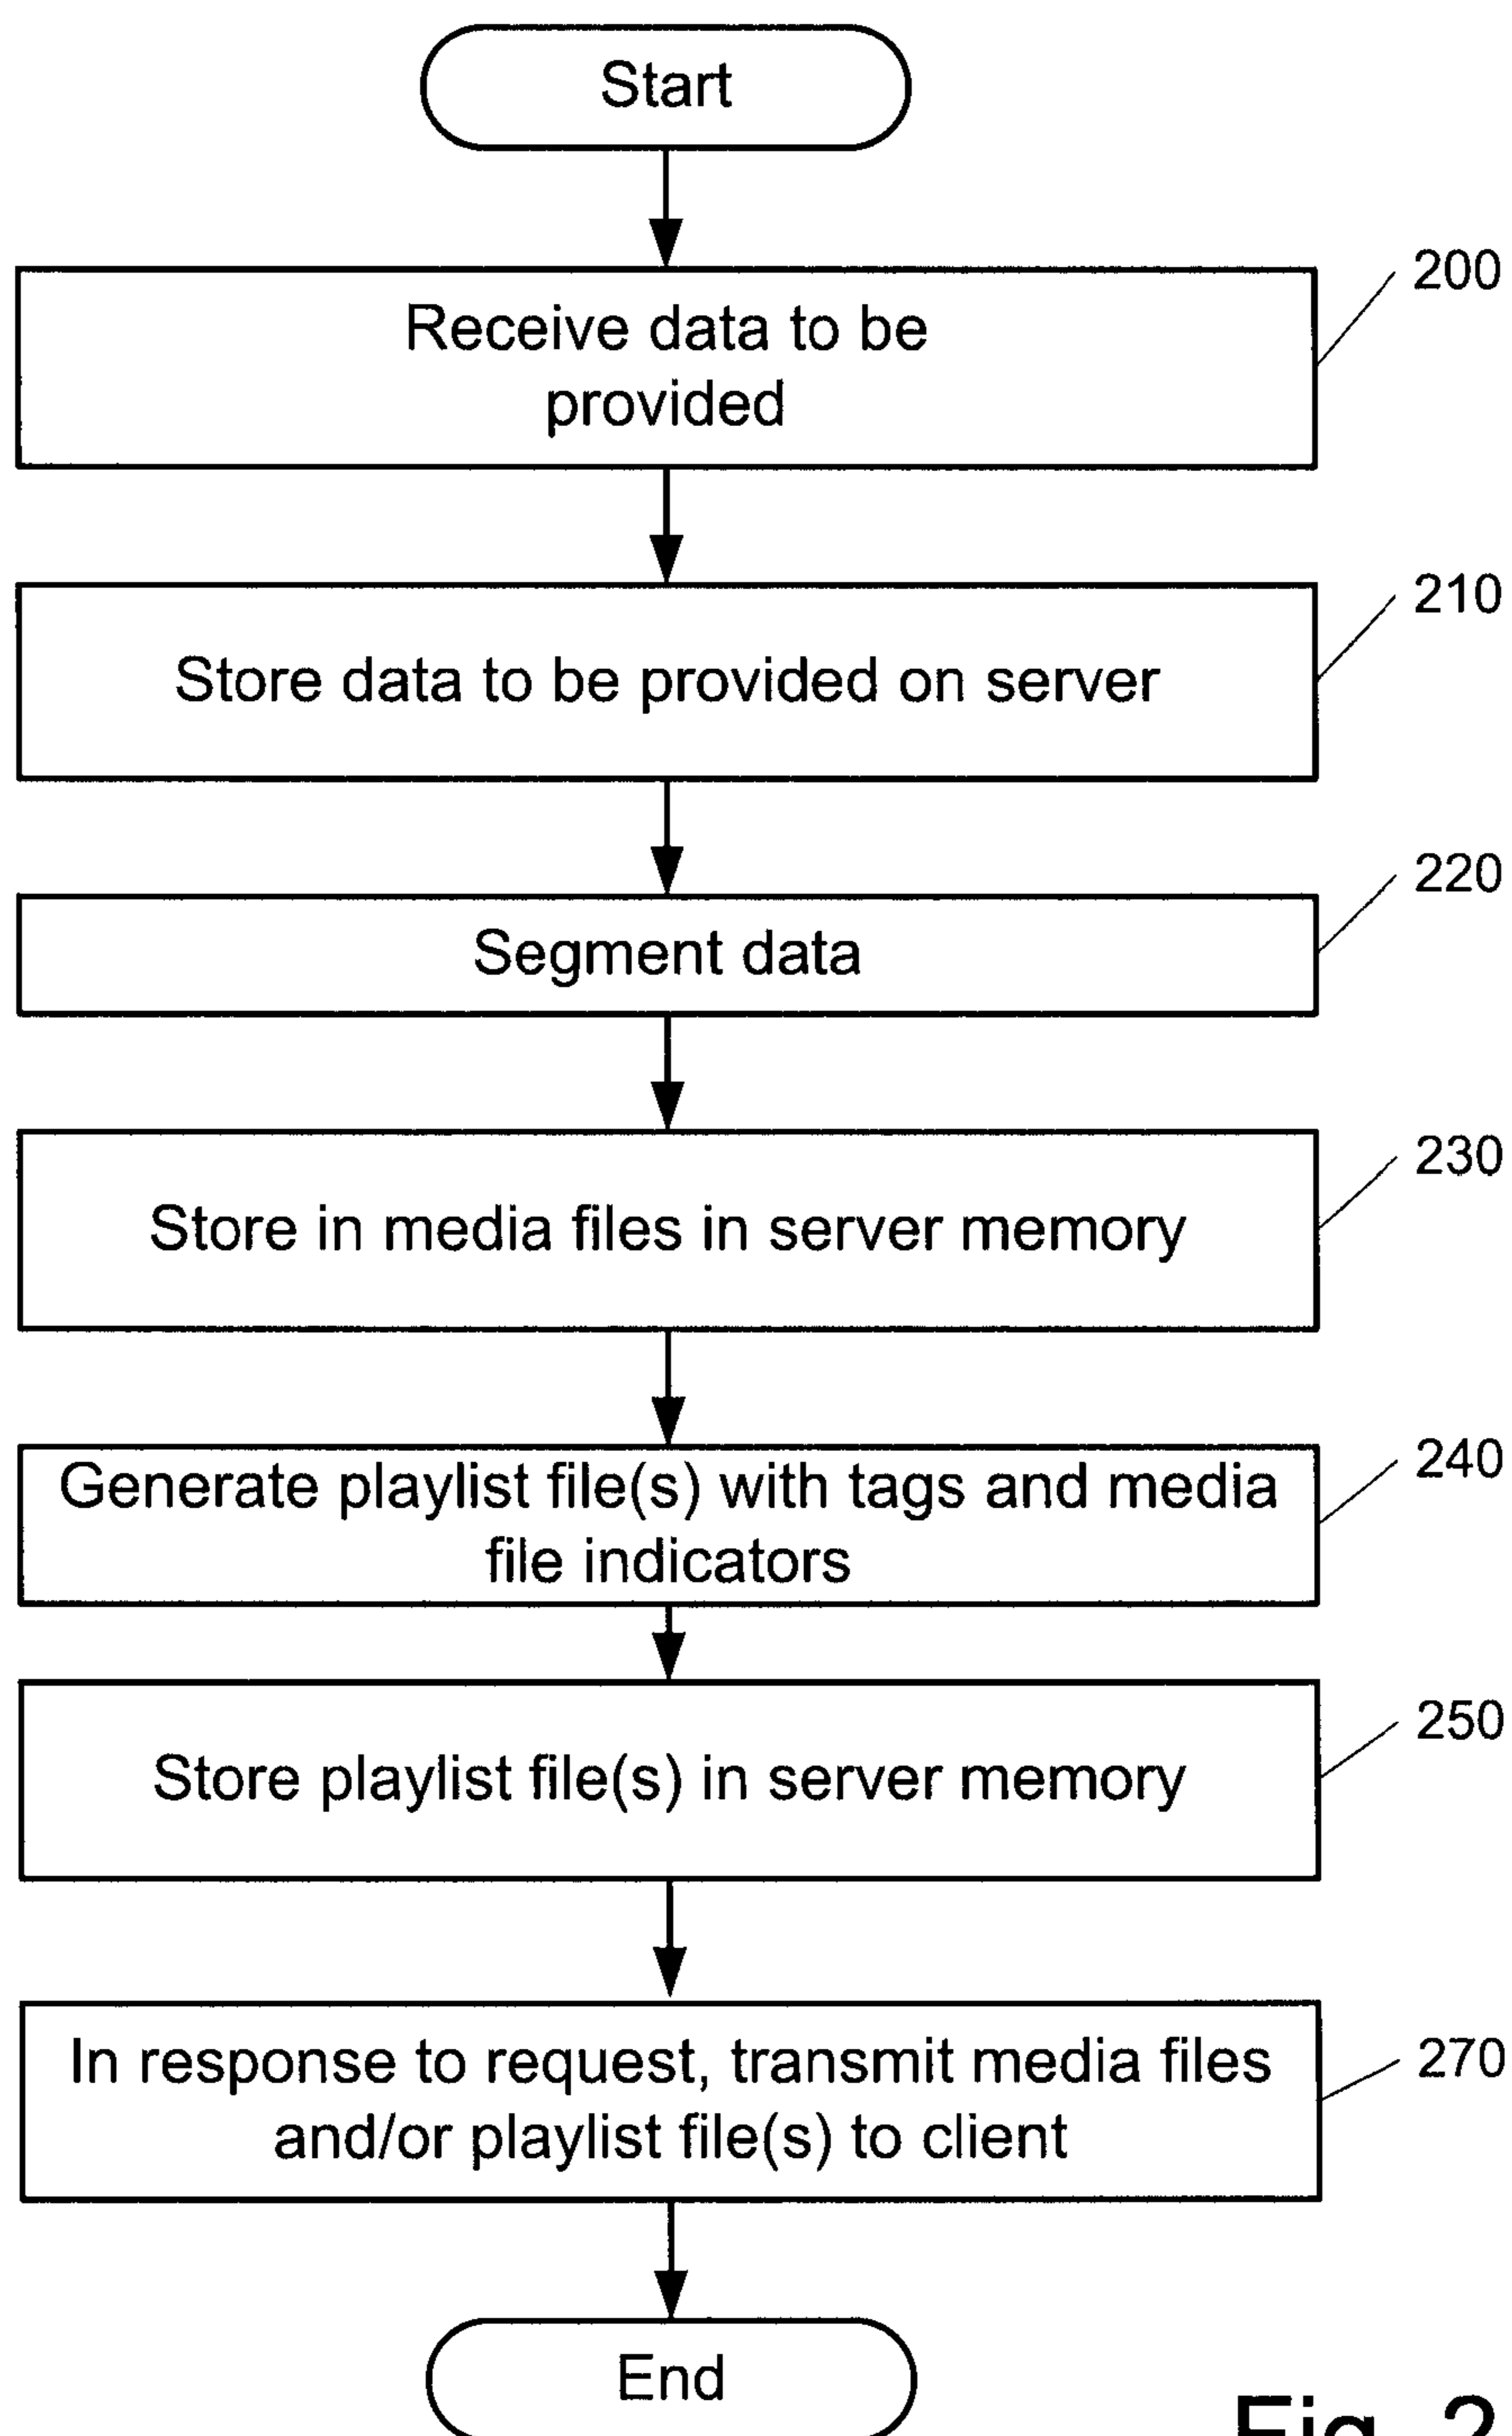 Start
200
Receive data to be
provided
210
Store data to be provided on server
220
Segment data
230
Store in media files in server memory
240
Generate playlist file(s) with tags and media
file indicators
250
Store playlist file(s) in server memory
270
In response to request, transmit media files
and/or playlist file(s) to client
End
Fig. 2